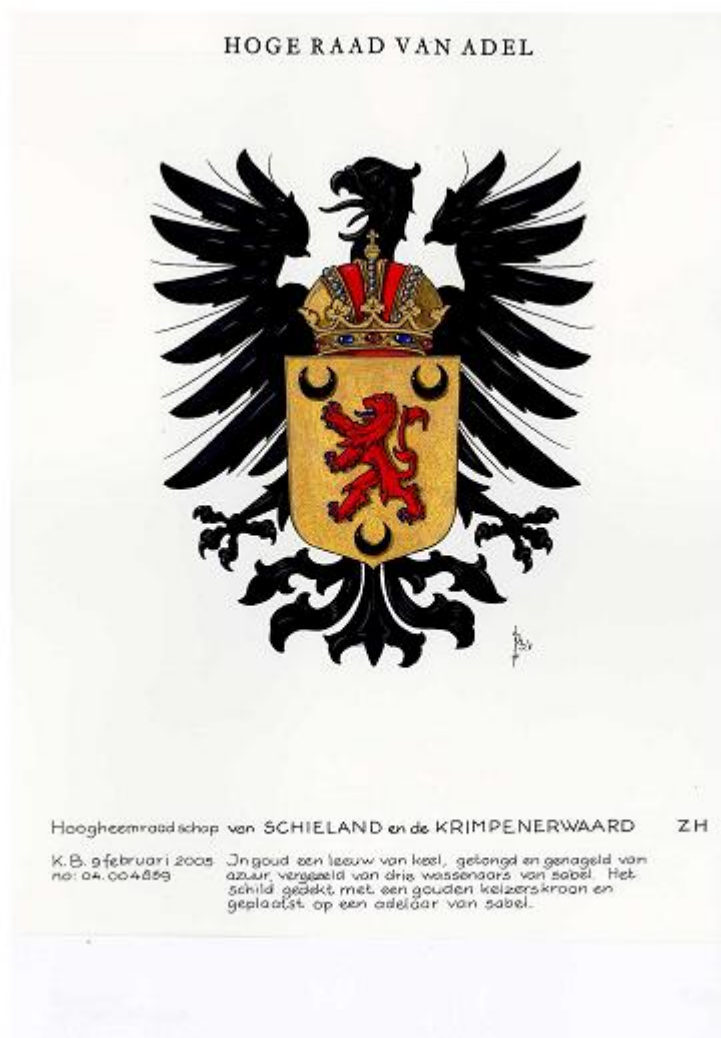 HOGE RAAD VAN ADEL
Hoogheemraadschap van SCHIELAND en de KRIMPENERWAARD ZH
K.B. 9 februari 2005 In goud een leeuw van keel, getongd en genageld van
no: 04.004859 azuur, vergezeld van drie wassenaars van sabel. Het
schild gedekt met een gouden keizerskroon en
geplaatst op een adelaar van sabel.